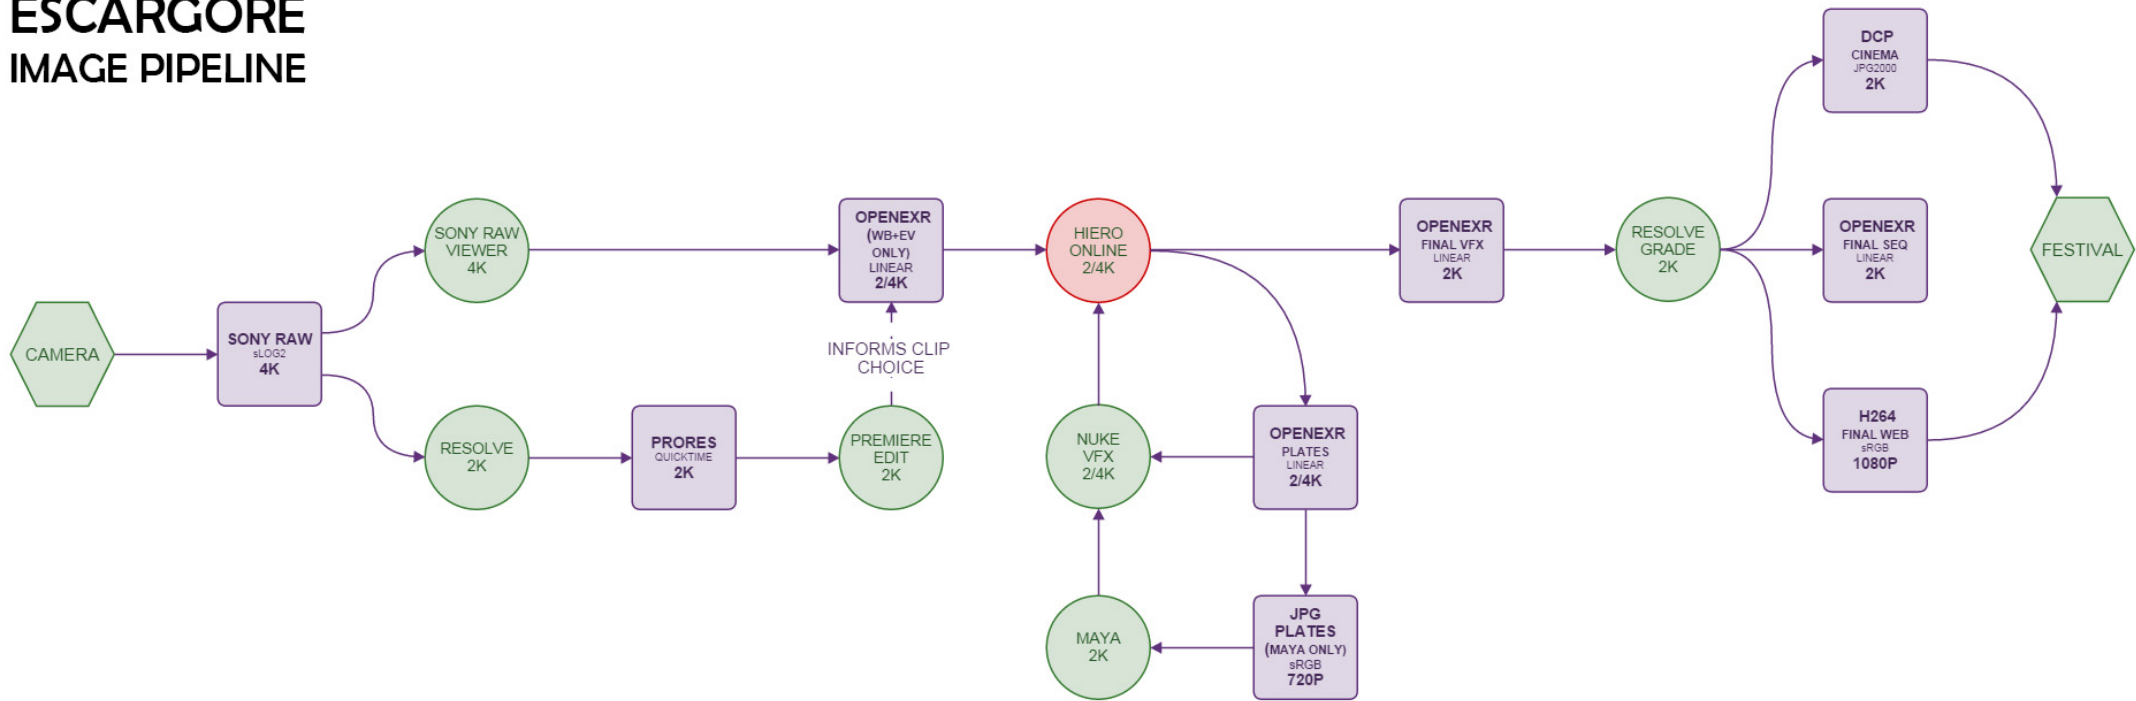 ESCARGORE
IMAGE PIPELINE
CAMERA
SONY RAW
sLOG2
4K
SONY RAW
VIEWER
4K
RESOLVE
2K
PRORES
QUICKTIME
2K
PREMIERE
EDIT
2K
INFORMS CLIP
CHOICE
OPENEXR
(WB+EV
ONLY)
LINEAR
2/4K
HIERO
ONLINE
2/4K
NUKE
VFX
2/4K
MAYA
2K
OPENEXR
PLATES
LINEAR
2/4K
JPG
PLATES
(MAYA ONLY)
sRGB
720P
OPENEXR
FINAL VFX
LINEAR
2K
RESOLVE
GRADE
2K
DCP
CINEMA
JPG2000
2K
OPENEXR
FINAL SEQ
LINEAR
2K
H264
FINAL WEB
sRGB
1080P
FESTIVAL